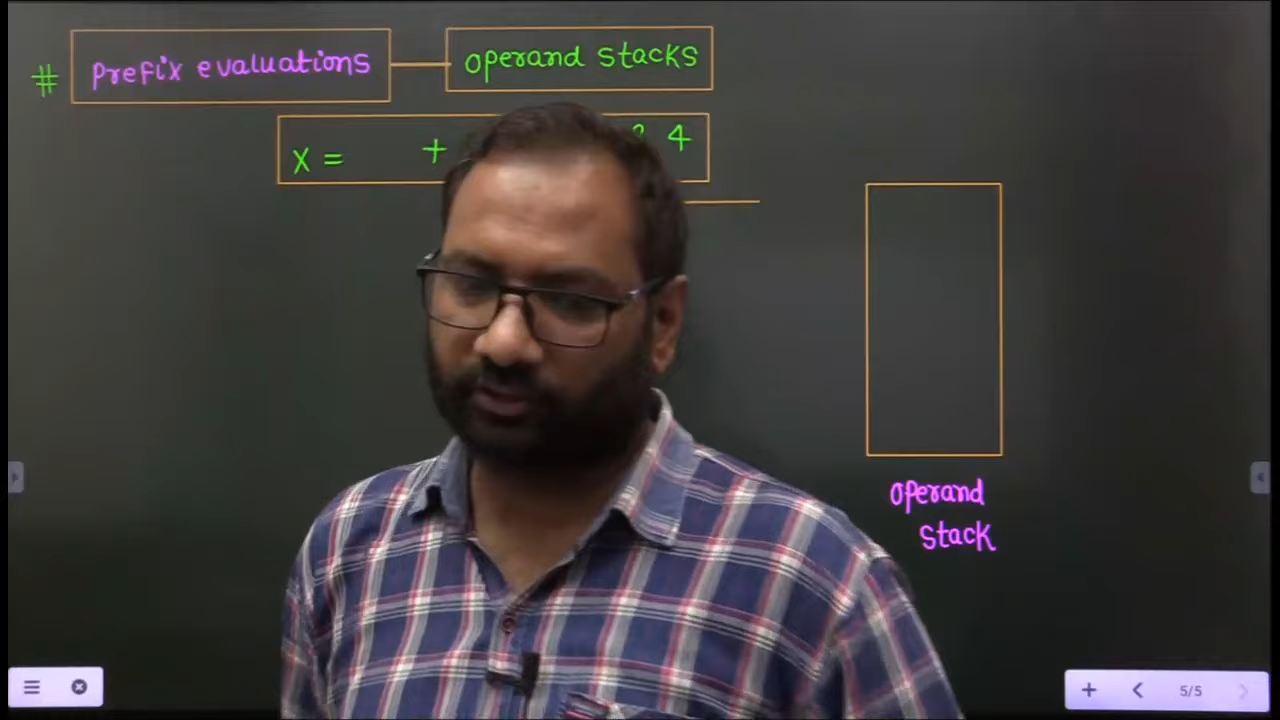 # Prefix evaluations operand stacks
X = + 4
operand
stack
5/5